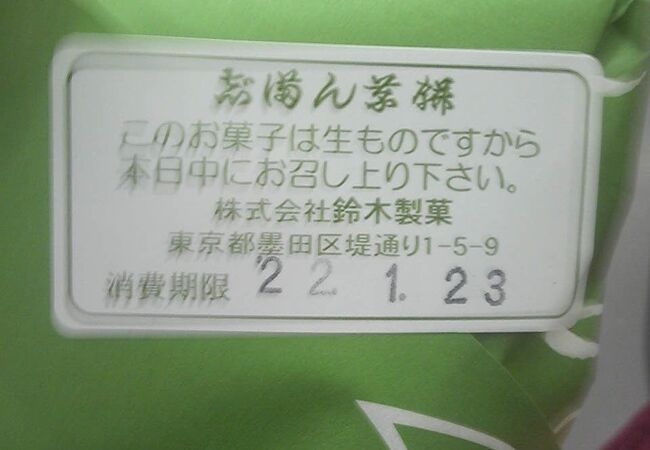 志゛満ん草餅
このお菓子は生ものですから
本日中にお召し上り下さい。
株式会社鈴木製菓
東京都墨田区堤通り1-5-9
消費期限 '22.1.23